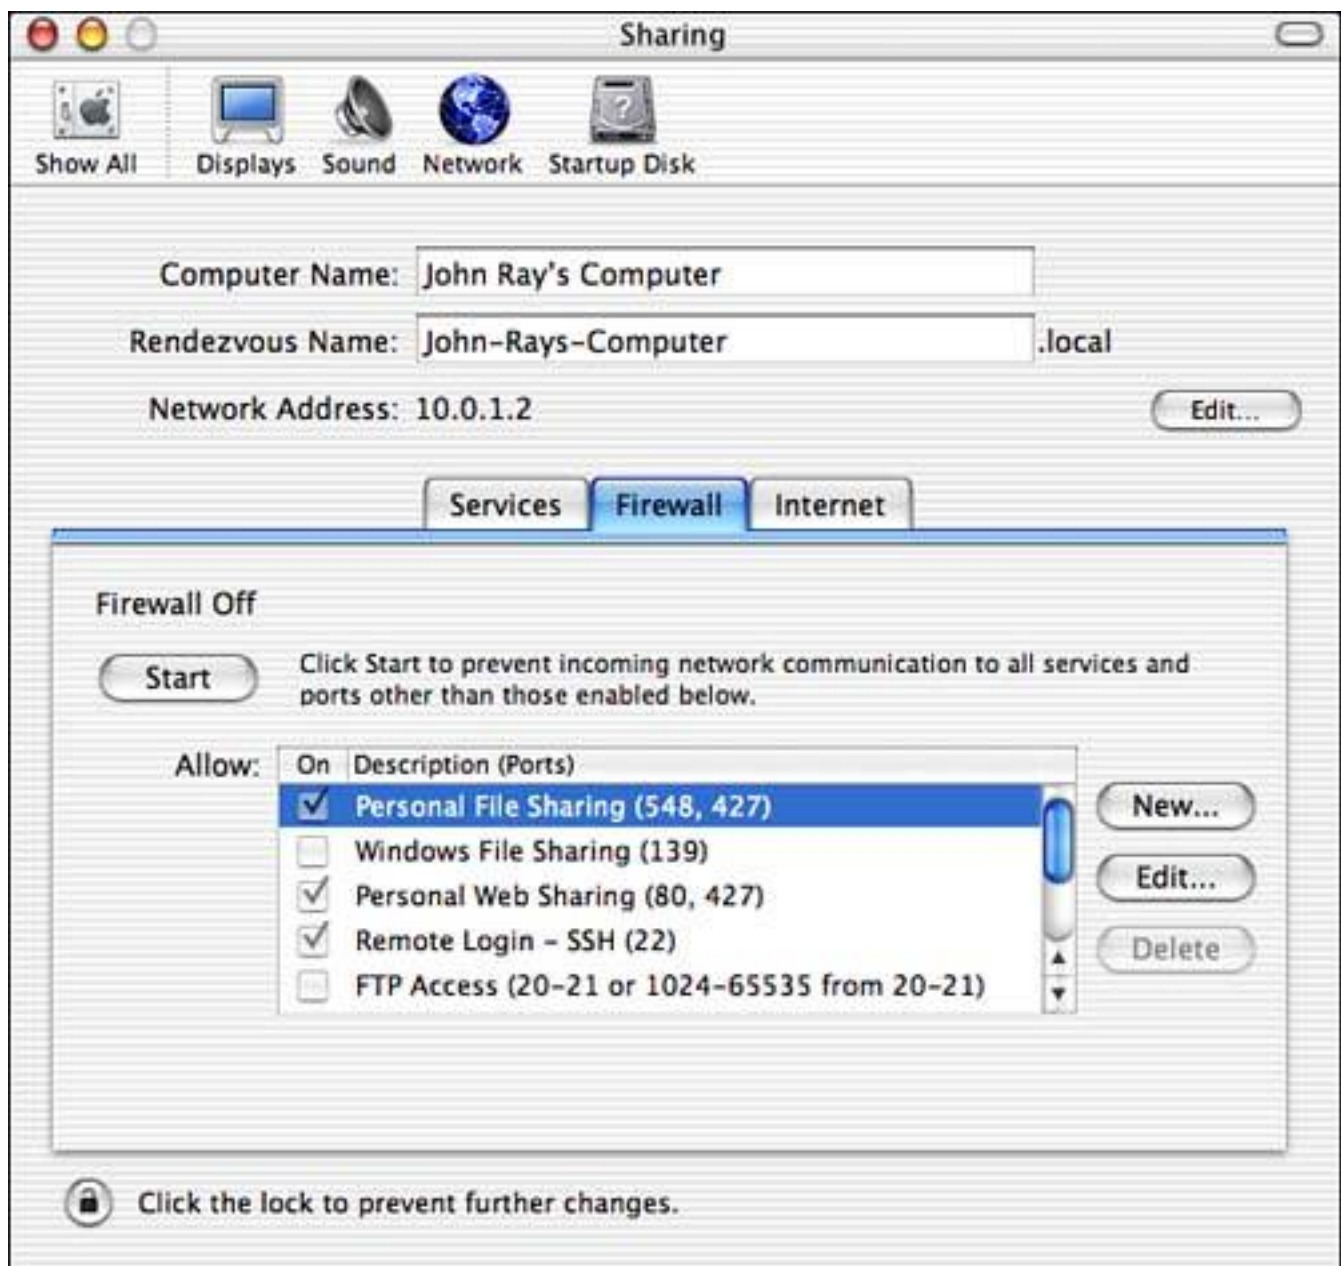 Sharing
Show All
Displays
Sound
Network
Startup Disk
Computer Name: John Ray's Computer
Rendezvous Name: John-Rays-Computer .local
Network Address: 10.0.1.2 Edit...
Services Firewall Internet
Firewall Off
Start
Click Start to prevent incoming network communication to all services and
ports other than those enabled below.
Allow:
On Description (Ports)
Personal File Sharing (548, 427)
Windows File Sharing (139)
Personal Web Sharing (80, 427)
Remote Login – SSH (22)
FTP Access (20-21 or 1024-65535 from 20-21)
New...
Edit...
Delete
Click the lock to prevent further changes.